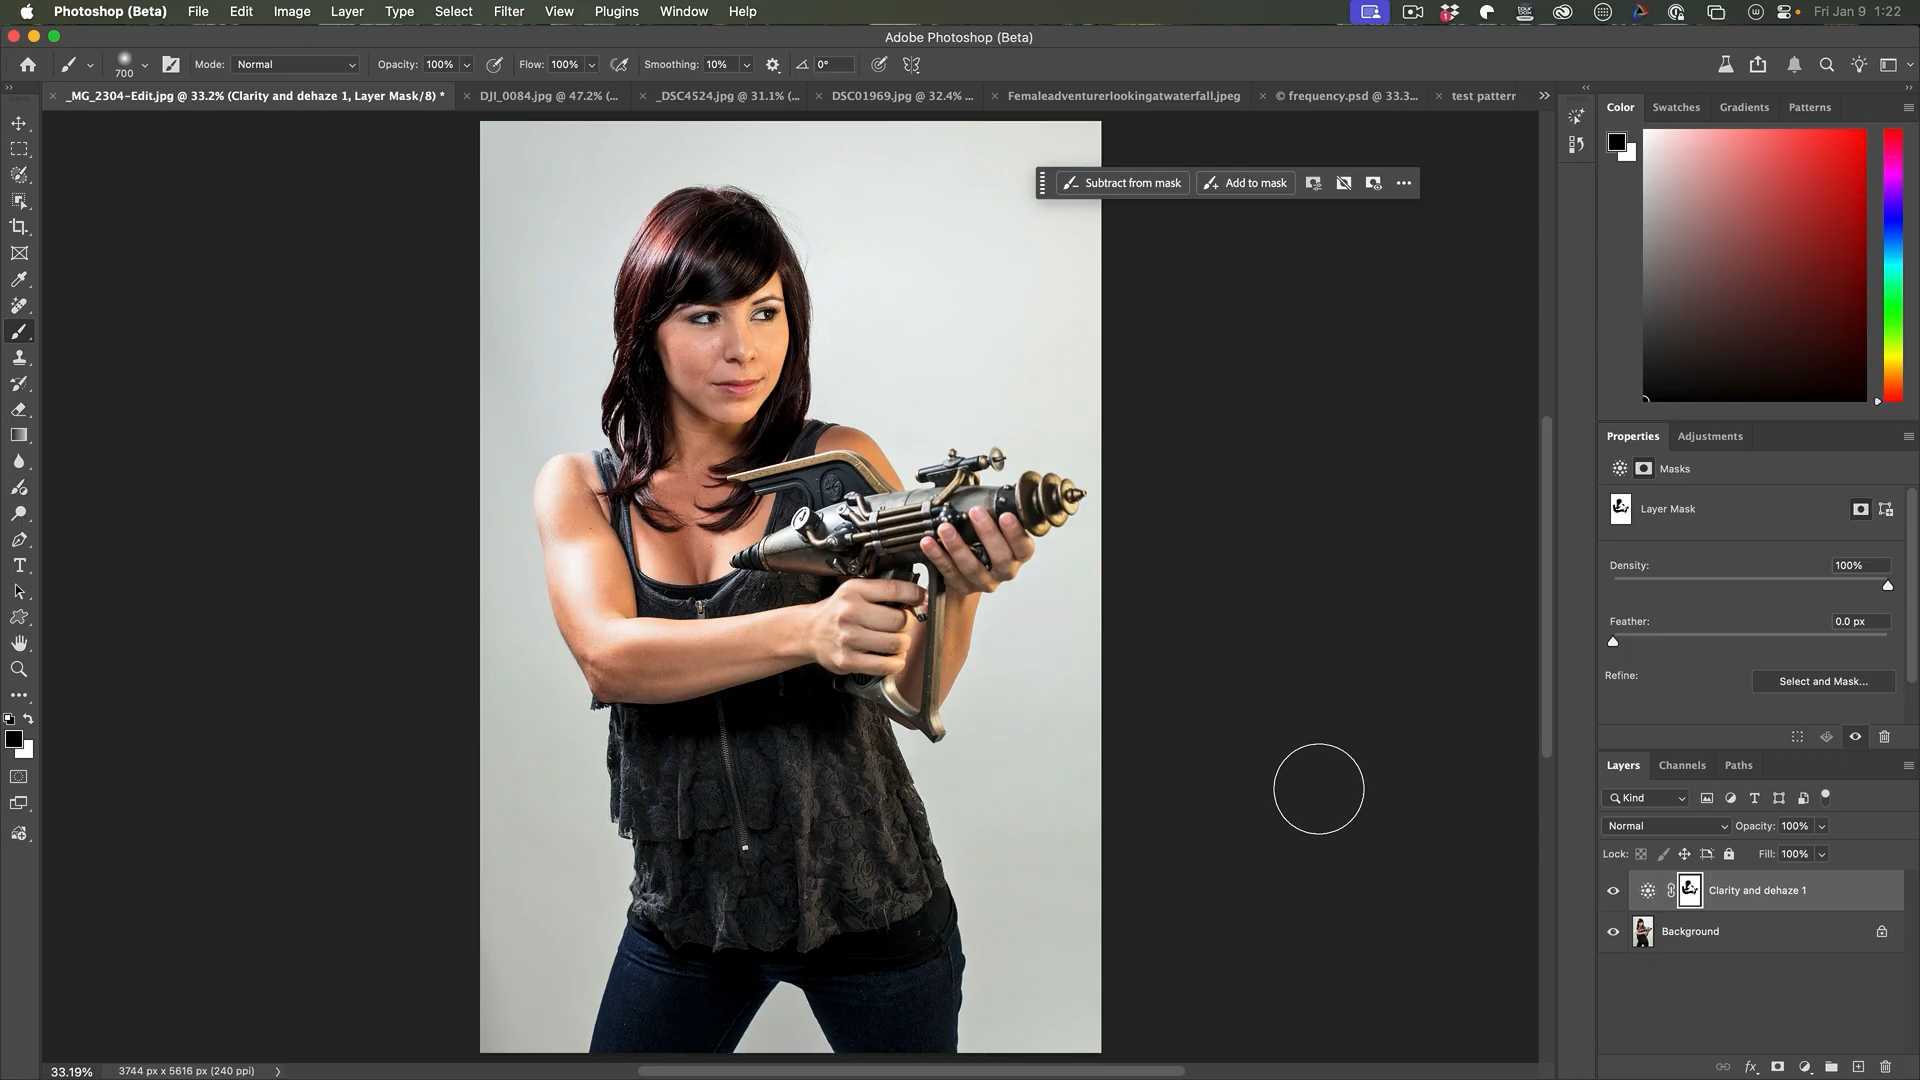 Photoshop (Beta) File Edit Image Layer Type Select Filter View Plugins Window Help Fri Jan 9 1:22
Adobe Photoshop (Beta)
700 Mode: Normal Opacity: 100% Flow: 100% Smoothing: 10% 0°
_MG_2304-Edit.jpg @ 33.2% (Clarity and dehaze 1, Layer Mask/8) * DJI_0084.jpg @ 47.2% (... _DSC4524.jpg @ 31.1% (... DSC01969.jpg @ 32.4% ... Femaleadventurerlookingatwaterfall.jpeg © frequency.psd @ 33.3... test pattern
Color Swatches Gradients Patterns
Subtract from mask Add to mask
Properties Adjustments
Masks
Layer Mask
Density: 100%
Feather: 0.0 px
Refine: Select and Mask...
Layers Channels Paths
Kind
Normal Opacity: 100%
Lock: Fill: 100%
Clarity and dehaze 1
Background
33.19% 3744 px x 5616 px (240 ppi)